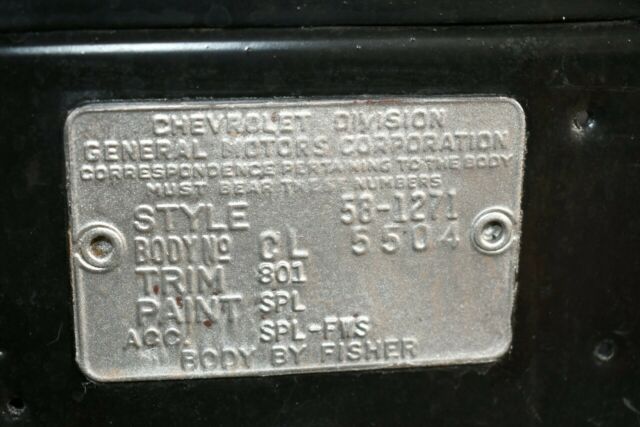 CHEVROLET DIVISION
GENERAL MOTORS CORPORATION
CORRESPONDENCE PERTAINING TO THE BODY
MUST BEAR THESE NUMBERS
STYLE 58-1271
BODY NO CL 5504
TRIM 801
PAINT SPL
ACC. SPL-FWS
BODY BY FISHER